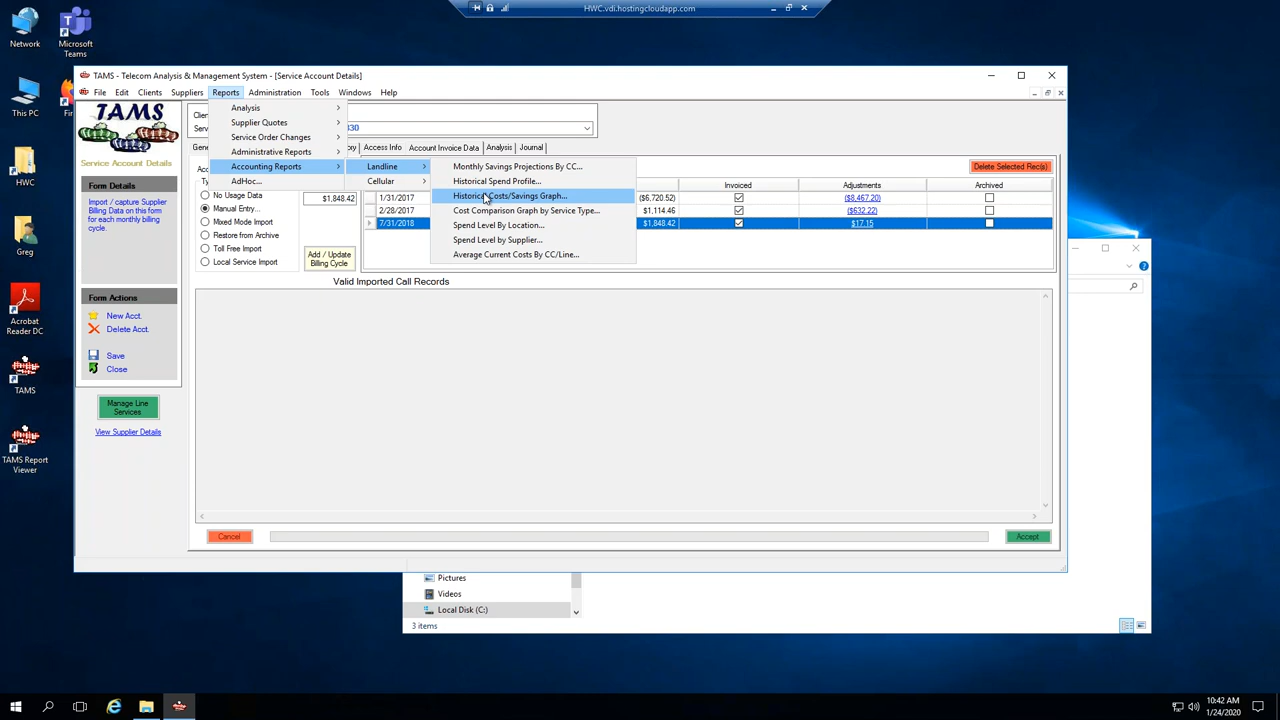 HWC.vdi.hostingcloudapp.com
Network
Microsoft Teams
This PC
HWC
Greg
Acrobat Reader DC
TAMS
TAMS Report Viewer
TAMS - Telecom Analysis & Management System - [Service Account Details]
File Edit Clients Suppliers Reports Administration Tools Windows Help
TAMS
Service Account Details
Form Details
Import / capture Supplier
Billing Data on this form
for each monthly billing
cycle.
Form Actions
New Acct.
Delete Acct.
Save
Close
Manage Line
Services
View Supplier Details
Analysis
Supplier Quotes
Service Order Changes
Administrative Reports
Accounting Reports
AdHoc...
Landline
Cellular
Monthly Savings Projections By CC...
Historical Spend Profile...
Historical Costs/Savings Graph...
Cost Comparison Graph by Service Type...
Spend Level By Location...
Spend Level by Supplier...
Average Current Costs By CC/Line...
Access Info Account Invoice Data Analysis Journal
Delete Selected Rec(s)
No Usage Data
Manual Entry...
Mixed Mode Import
Restore from Archive
Toll Free Import
Local Service Import
$1,848.42
Add / Update
Billing Cycle
Invoiced Adjustments Archived
1/31/2017 ($6,720.52) ($8,467.20)
2/28/2017 $1,114.46 ($632.22)
7/31/2018 $1,848.42 $17.15
Valid Imported Call Records
Cancel
Accept
Pictures
Videos
Local Disk (C:)
3 items
10:42 AM
1/24/2020